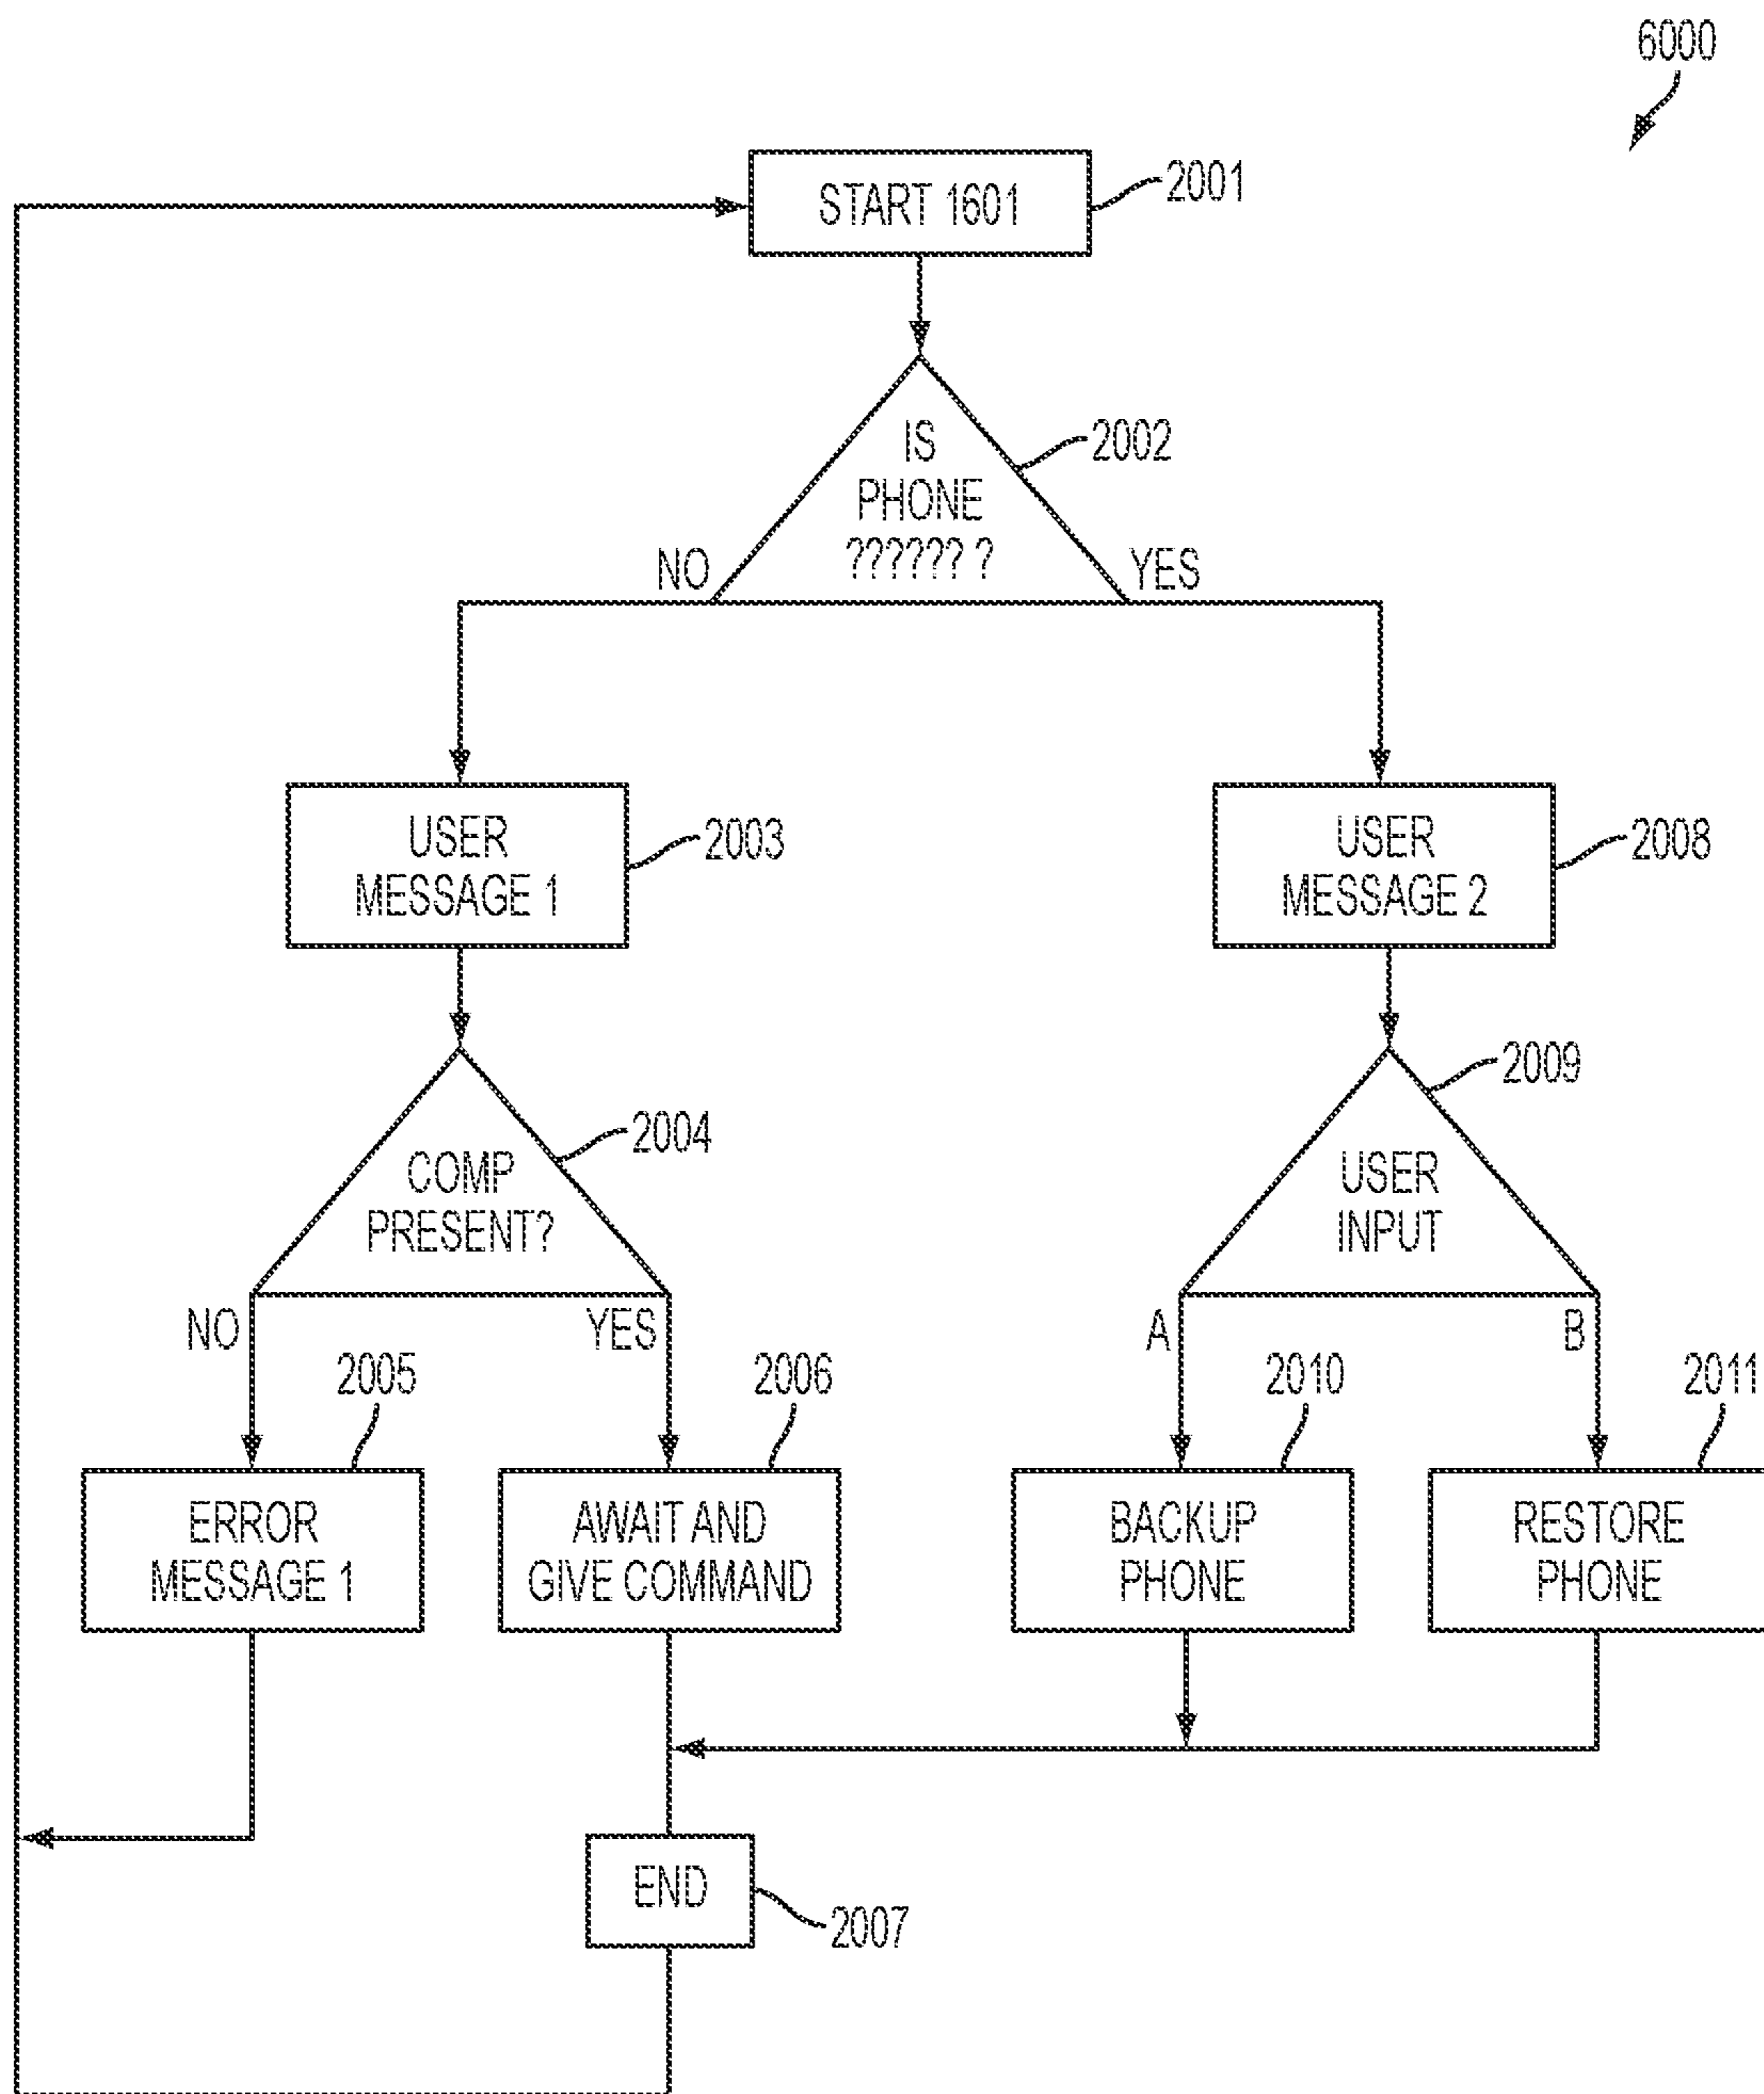 6000
START 1601
2001
IS
PHONE
?????? ?
2002
NO
YES
USER
MESSAGE 1
2003
USER
MESSAGE 2
2008
COMP
PRESENT?
2004
USER
INPUT
2009
NO
YES
A
B
2005
2006
2010
2011
ERROR
MESSAGE 1
AWAIT AND
GIVE COMMAND
BACKUP
PHONE
RESTORE
PHONE
END
2007